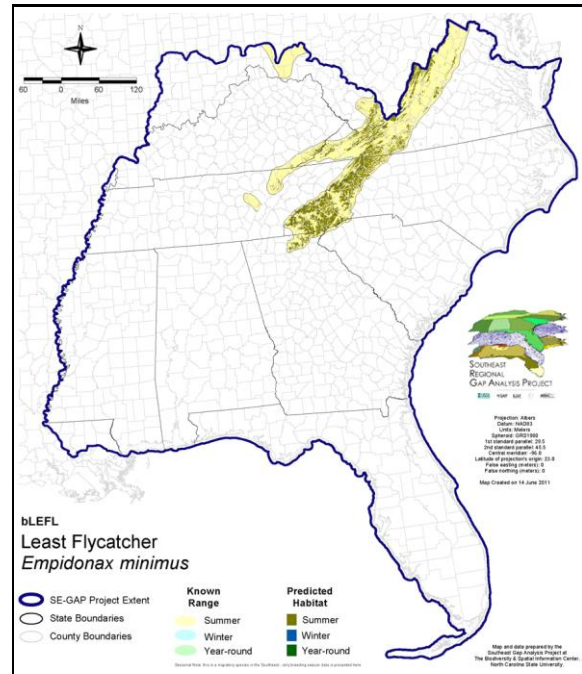 N
60 30 0 60 120
Miles
SOUTHEAST
REGIONAL
GAP ANALYSIS PROJECT
Projection: Albers
Datum: NAD83
Units: Meters
Spheroid: GRS1980
1st standard parallel: 29.5
2nd standard parallel: 45.5
Central meridian: -96.0
Latitude of projection's origin: 23.0
False easting (meters): 0
False northing (meters): 0
Map Created on 14 June 2011
bLEFL
Least Flycatcher
Empidonax minimus
SE-GAP Project Extent
State Boundaries
County Boundaries
Known
Range
Summer
Winter
Year-round
Predicted
Habitat
Summer
Winter
Year-round
Map and data prepared by the
Southeast Gap Analysis Project at
The Biodiversity & Spatial Information Center,
North Carolina State University.